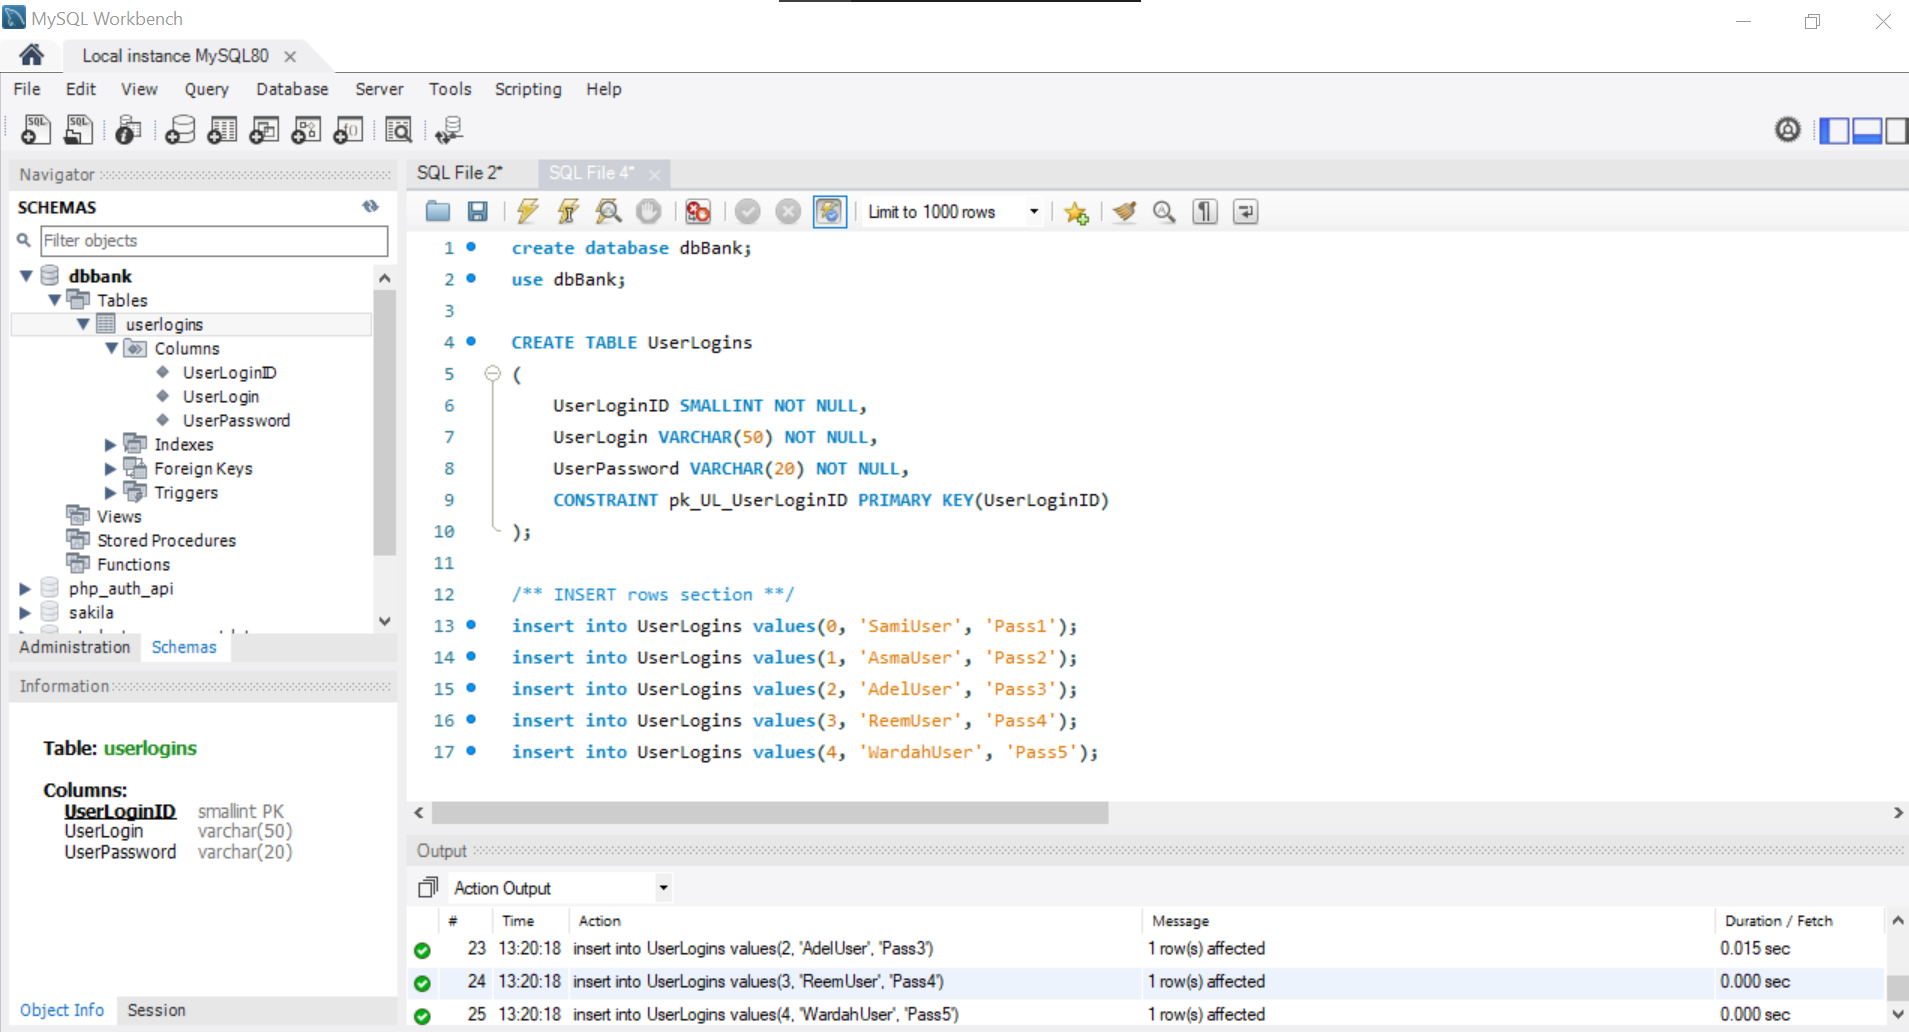 MySQL Workbench
Local instance MySQL80
File Edit View Query Database Server Tools Scripting Help
Navigator
SCHEMAS
Filter objects
dbbank
Tables
userlogins
Columns
UserLoginID
UserLogin
UserPassword
Indexes
Foreign Keys
Triggers
Views
Stored Procedures
Functions
php_auth_api
sakila
Administration Schemas
Information
Table: userlogins
Columns:
UserLoginID smallint PK
UserLogin varchar(50)
UserPassword varchar(20)
Object Info Session
SQL File 2* SQL File 4*
Limit to 1000 rows
1 create database dbBank;
2 use dbBank;
3
4 CREATE TABLE UserLogins
5 (
6 UserLoginID SMALLINT NOT NULL,
7 UserLogin VARCHAR(50) NOT NULL,
8 UserPassword VARCHAR(20) NOT NULL,
9 CONSTRAINT pk_UL_UserLoginID PRIMARY KEY(UserLoginID)
10 );
11
12 /** INSERT rows section **/
13 insert into UserLogins values(0, 'SamiUser', 'Pass1');
14 insert into UserLogins values(1, 'AsmaUser', 'Pass2');
15 insert into UserLogins values(2, 'AdelUser', 'Pass3');
16 insert into UserLogins values(3, 'ReemUser', 'Pass4');
17 insert into UserLogins values(4, 'WardahUser', 'Pass5');
Output
Action Output
# Time Action Message Duration / Fetch
23 13:20:18 insert into UserLogins values(2, 'AdelUser', 'Pass3') 1 row(s) affected 0.015 sec
24 13:20:18 insert into UserLogins values(3, 'ReemUser', 'Pass4') 1 row(s) affected 0.000 sec
25 13:20:18 insert into UserLogins values(4, 'WardahUser', 'Pass5') 1 row(s) affected 0.000 sec